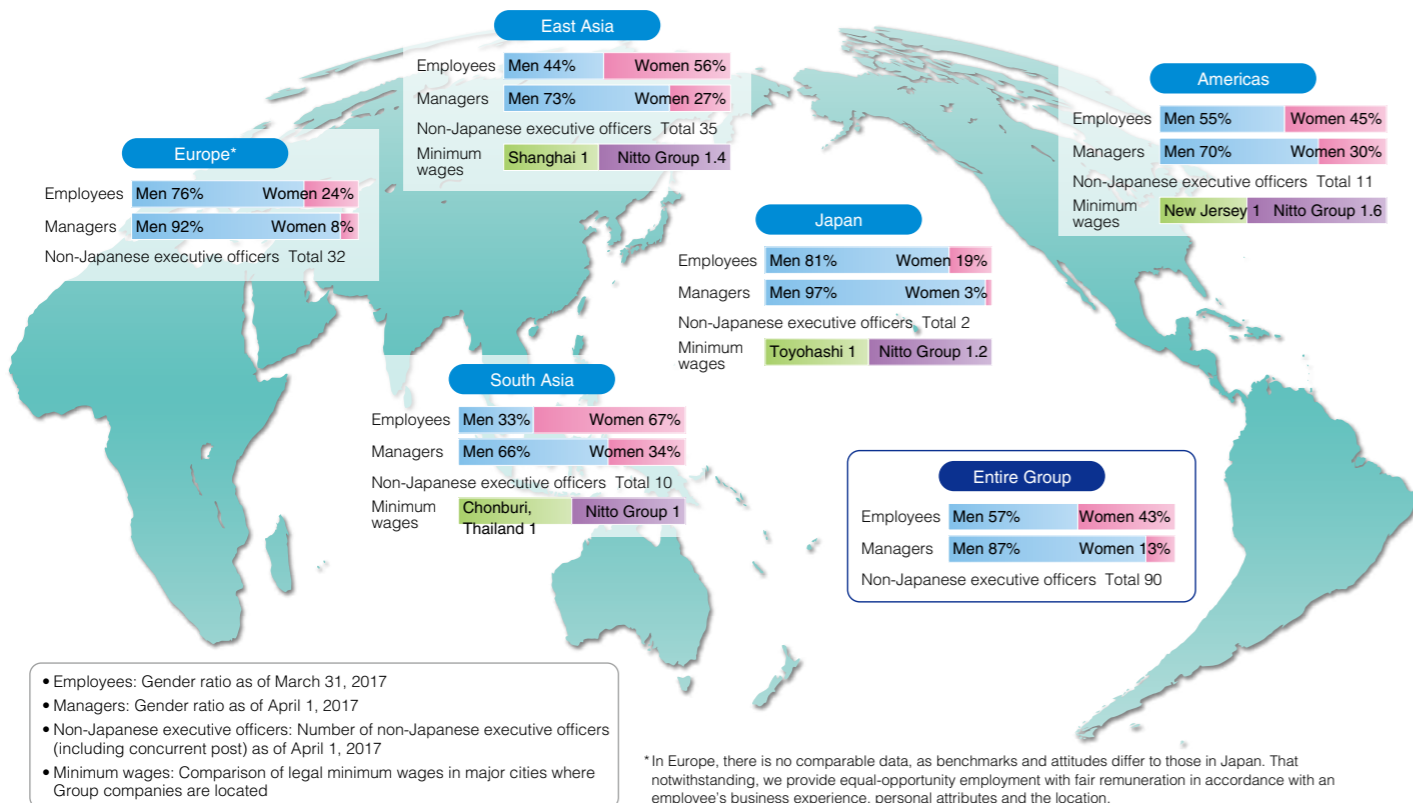 East Asia
Employees Men 44% Women 56%
Managers Men 73% Women 27%
Non-Japanese executive officers Total 35
Minimum wages Shanghai 1 Nitto Group 1.4
Americas
Employees Men 55% Women 45%
Managers Men 70% Women 30%
Non-Japanese executive officers Total 11
Minimum wages New Jersey 1 Nitto Group 1.6
Europe*
Employees Men 76% Women 24%
Managers Men 92% Women 8%
Non-Japanese executive officers Total 32
Japan
Employees Men 81% Women 19%
Managers Men 97% Women 3%
Non-Japanese executive officers Total 2
Minimum wages Toyohashi 1 Nitto Group 1.2
South Asia
Employees Men 33% Women 67%
Managers Men 66% Women 34%
Non-Japanese executive officers Total 10
Minimum wages Chonburi, Thailand 1 Nitto Group 1
Entire Group
Employees Men 57% Women 43%
Managers Men 87% Women 13%
Non-Japanese executive officers Total 90
• Employees: Gender ratio as of March 31, 2017
• Managers: Gender ratio as of April 1, 2017
• Non-Japanese executive officers: Number of non-Japanese executive officers
(including concurrent post) as of April 1, 2017
• Minimum wages: Comparison of legal minimum wages in major cities where
Group companies are located
* In Europe, there is no comparable data, as benchmarks and attitudes differ to those in Japan. That
notwithstanding, we provide equal-opportunity employment with fair remuneration in accordance with an
employee's business experience, personal attributes and the location.